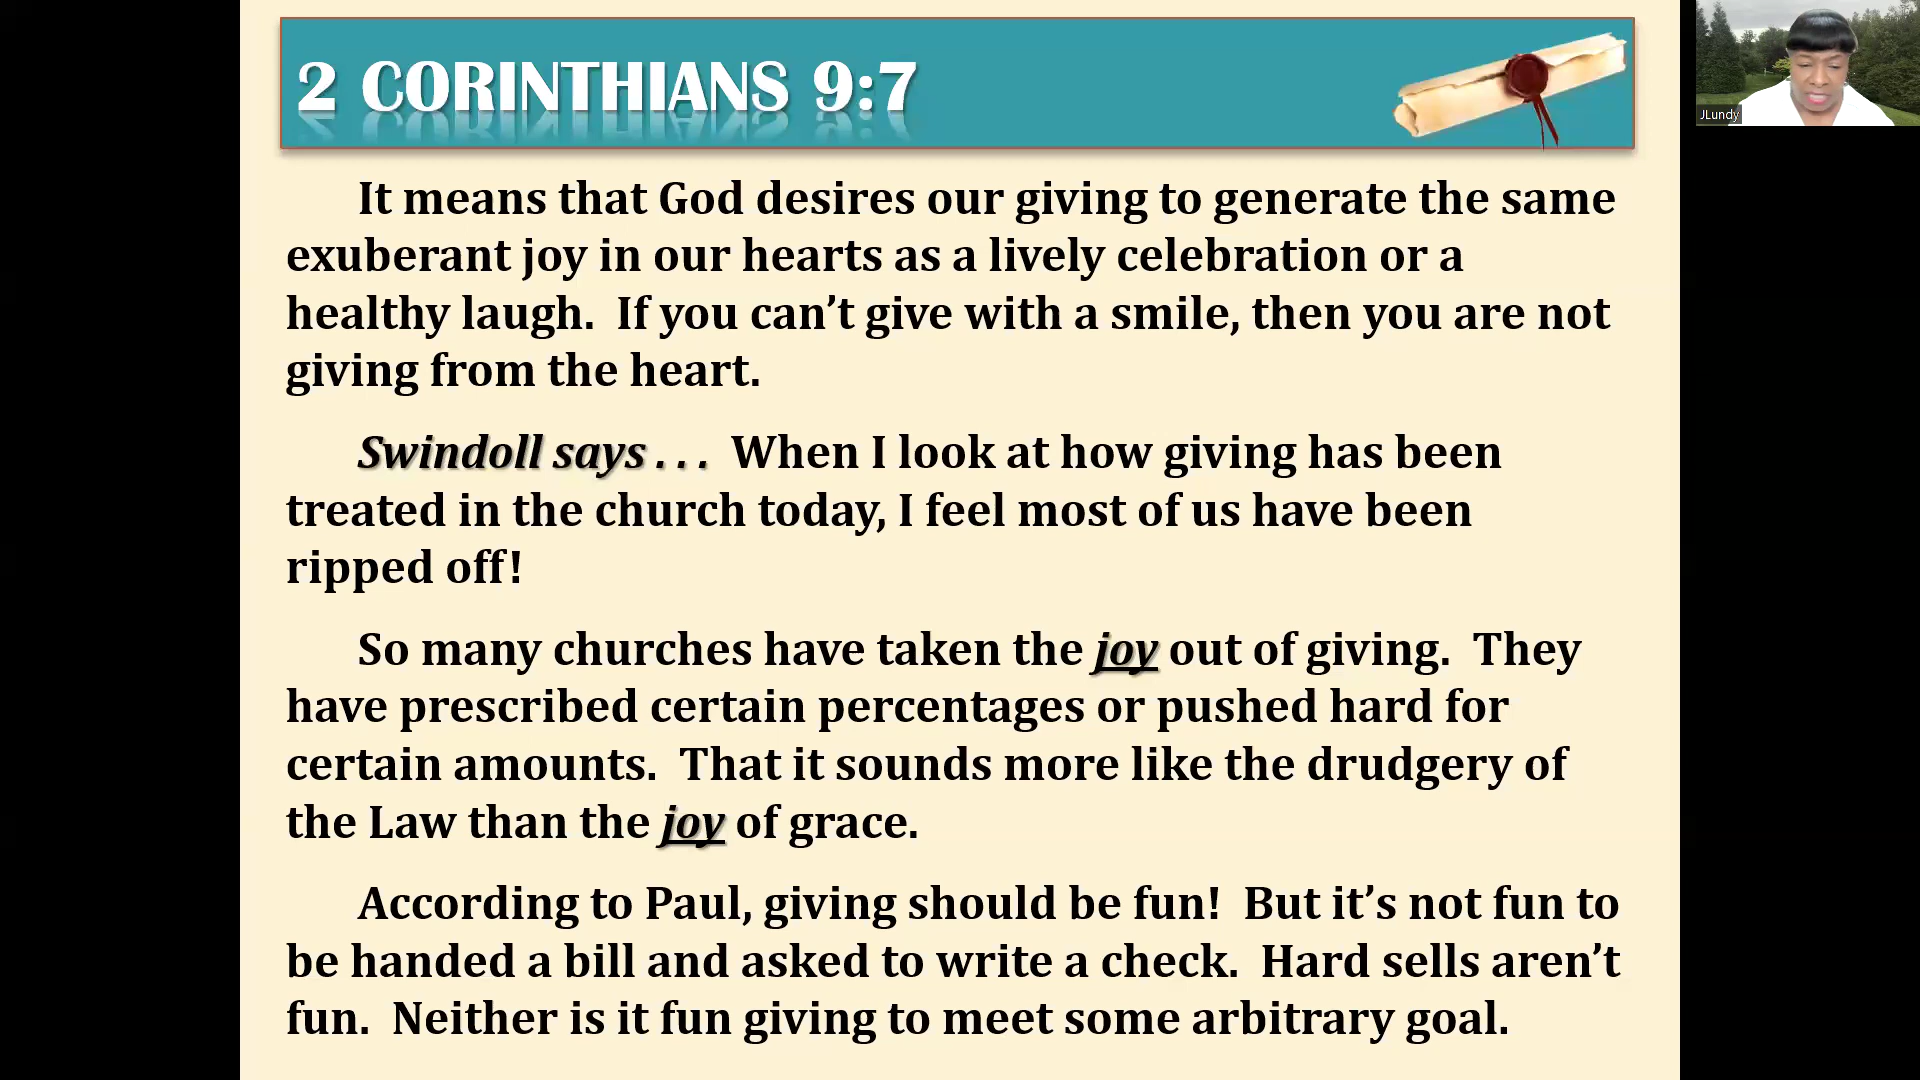 2 CORINTHIANS 9:7
JLundy
It means that God desires our giving to generate the same
exuberant joy in our hearts as a lively celebration or a
healthy laugh.  If you can’t give with a smile, then you are not
giving from the heart.
Swindoll says . . .  When I look at how giving has been
treated in the church today, I feel most of us have been
ripped off!
So many churches have taken the joy out of giving.  They
have prescribed certain percentages or pushed hard for
certain amounts.  That it sounds more like the drudgery of
the Law than the joy of grace.
According to Paul, giving should be fun!  But it’s not fun to
be handed a bill and asked to write a check.  Hard sells aren’t
fun.  Neither is it fun giving to meet some arbitrary goal.